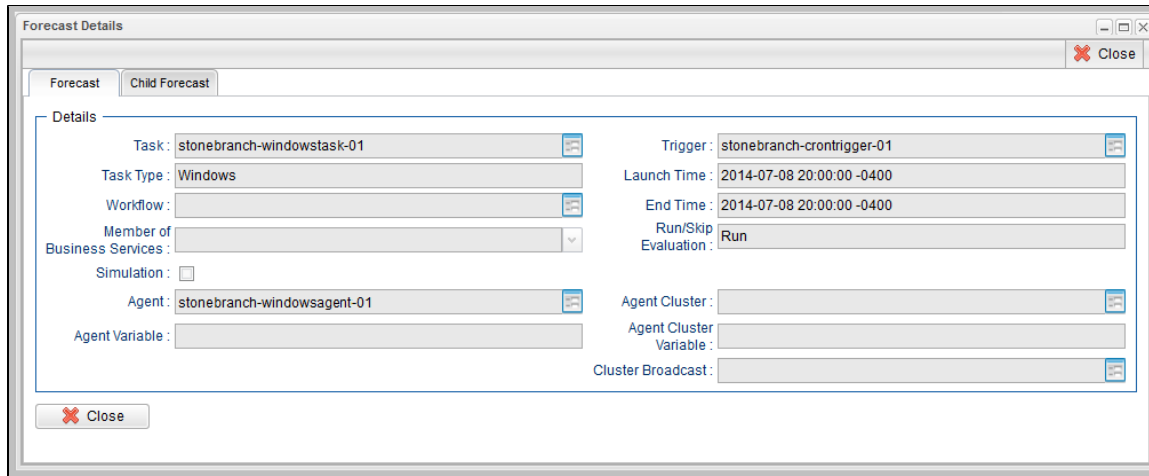 Forecast Details
Close
Forecast Child Forecast
Details
Task : stonebranch-windowstask-01 Trigger : stonebranch-crontrigger-01
Task Type : Windows Launch Time : 2014-07-08 20:00:00 -0400
Workflow : End Time : 2014-07-08 20:00:00 -0400
Member of
Business Services :
Run/Skip
Evaluation : Run
Simulation :
Agent : stonebranch-windowsagent-01 Agent Cluster :
Agent Variable : Agent Cluster
Variable :
Cluster Broadcast :
Close